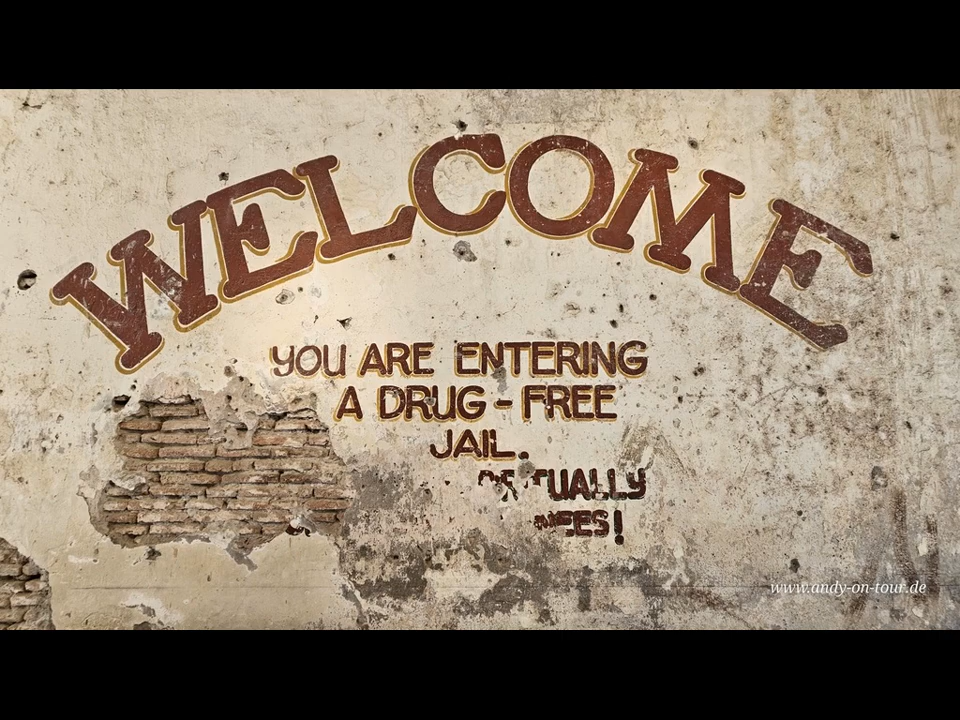 WELCOME
YOU ARE ENTERING
A DRUG-FREE
JAIL.
www.andy-on-tour.de